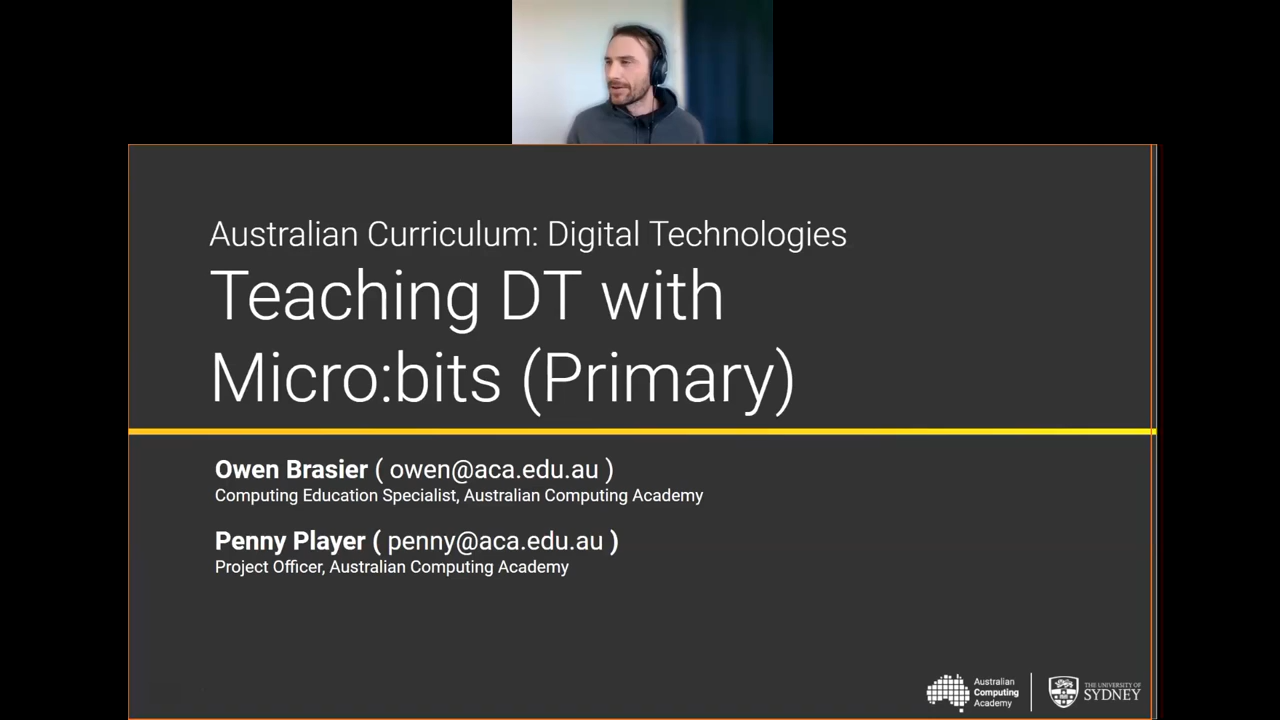 Australian Curriculum: Digital Technologies
Teaching DT with
Micro:bits (Primary)
Owen Brasier ( owen@aca.edu.au )
Computing Education Specialist, Australian Computing Academy
Penny Player ( penny@aca.edu.au )
Project Officer, Australian Computing Academy
Australian
Computing
Academy
THE UNIVERSITY OF
SYDNEY